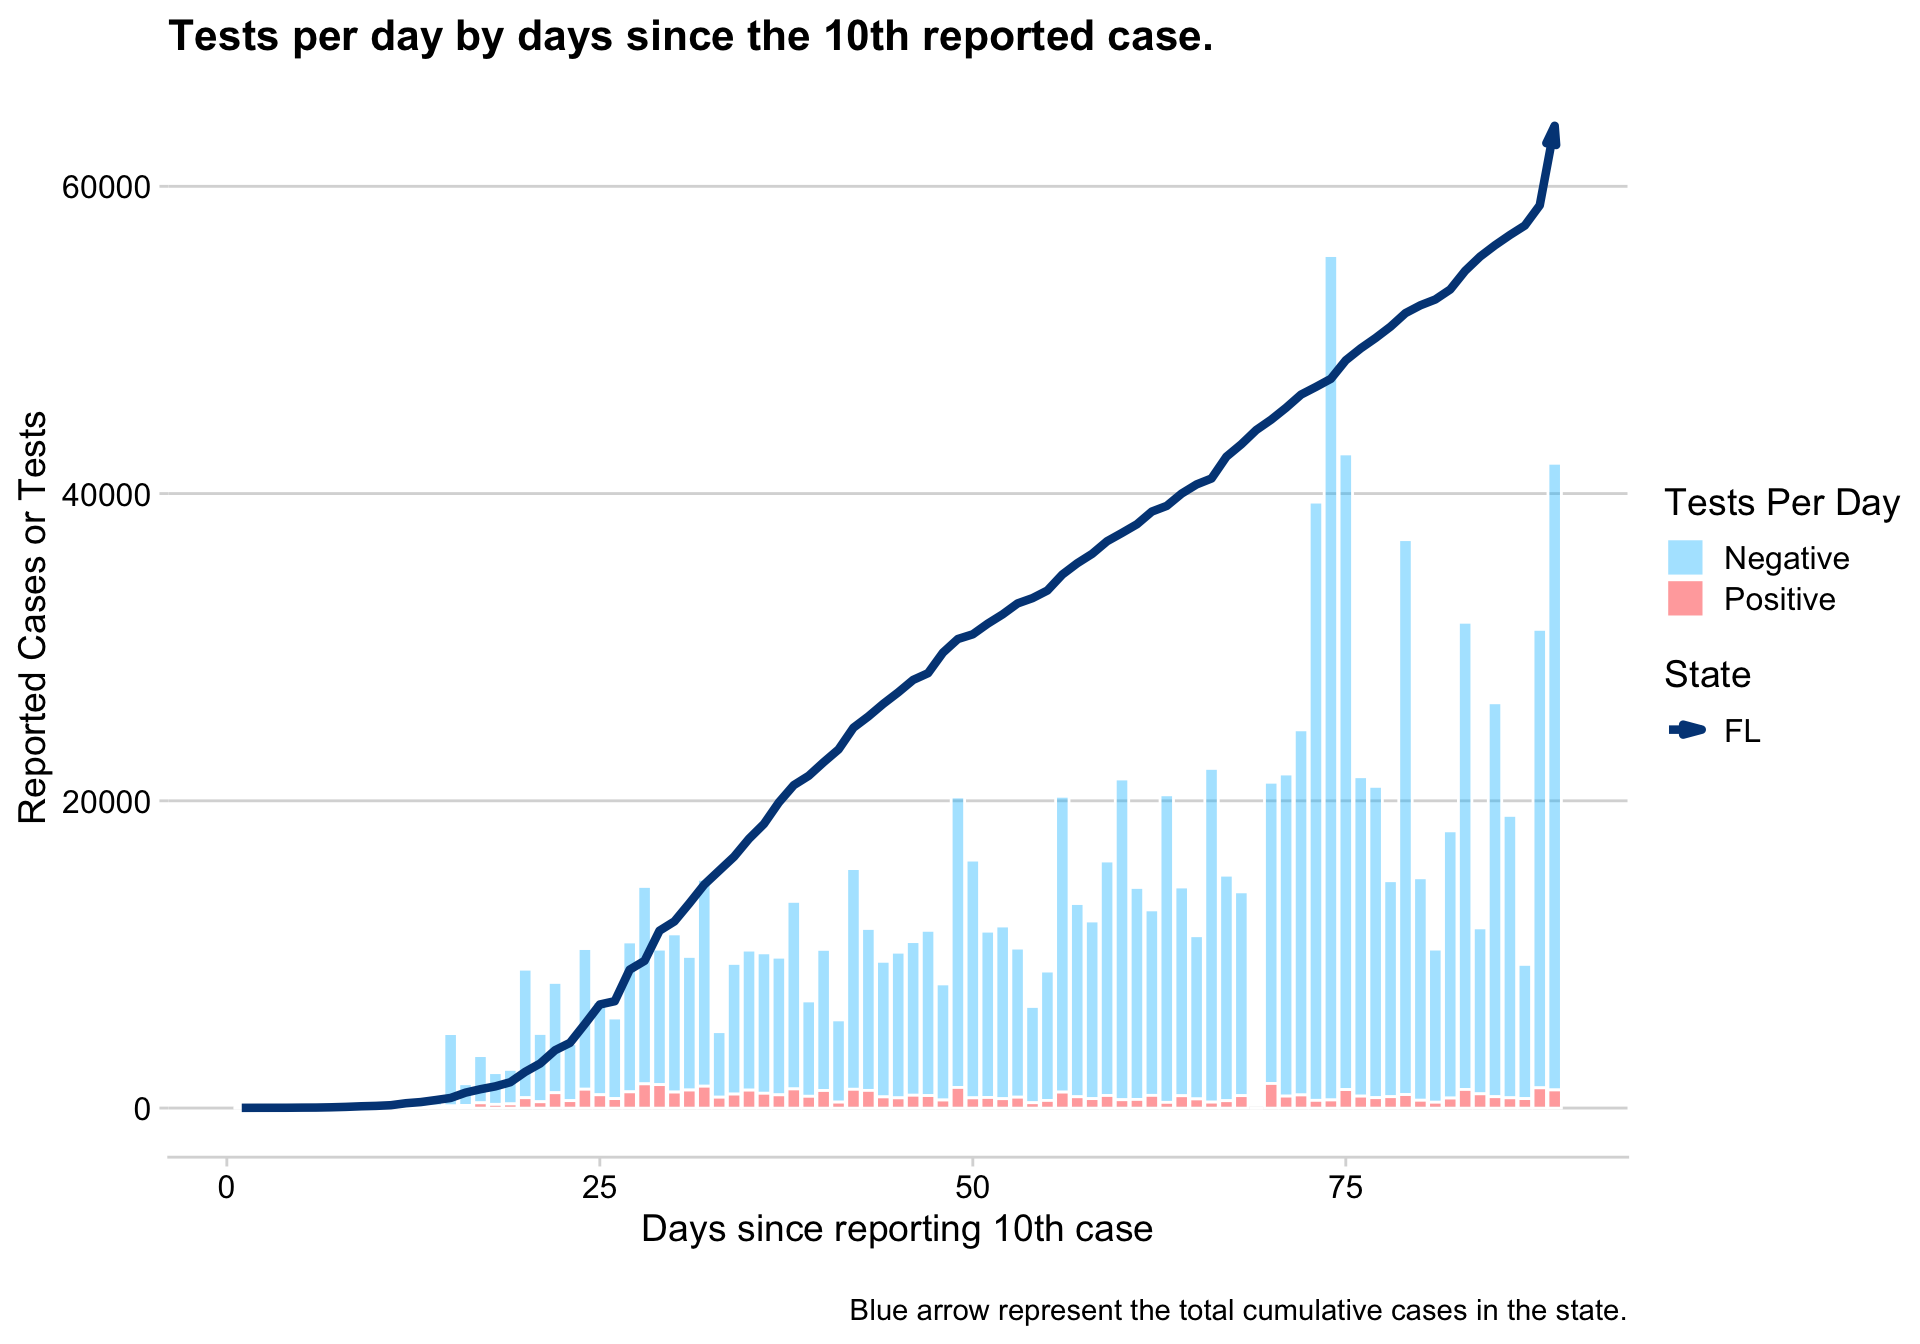 Tests per day by days since the 10th reported case.
60000
40000
20000
0
Reported Cases or Tests
0
25
50
75
Days since reporting 10th case
Tests Per Day
Negative
Positive
State
FL
Blue arrow represent the total cumulative cases in the state.